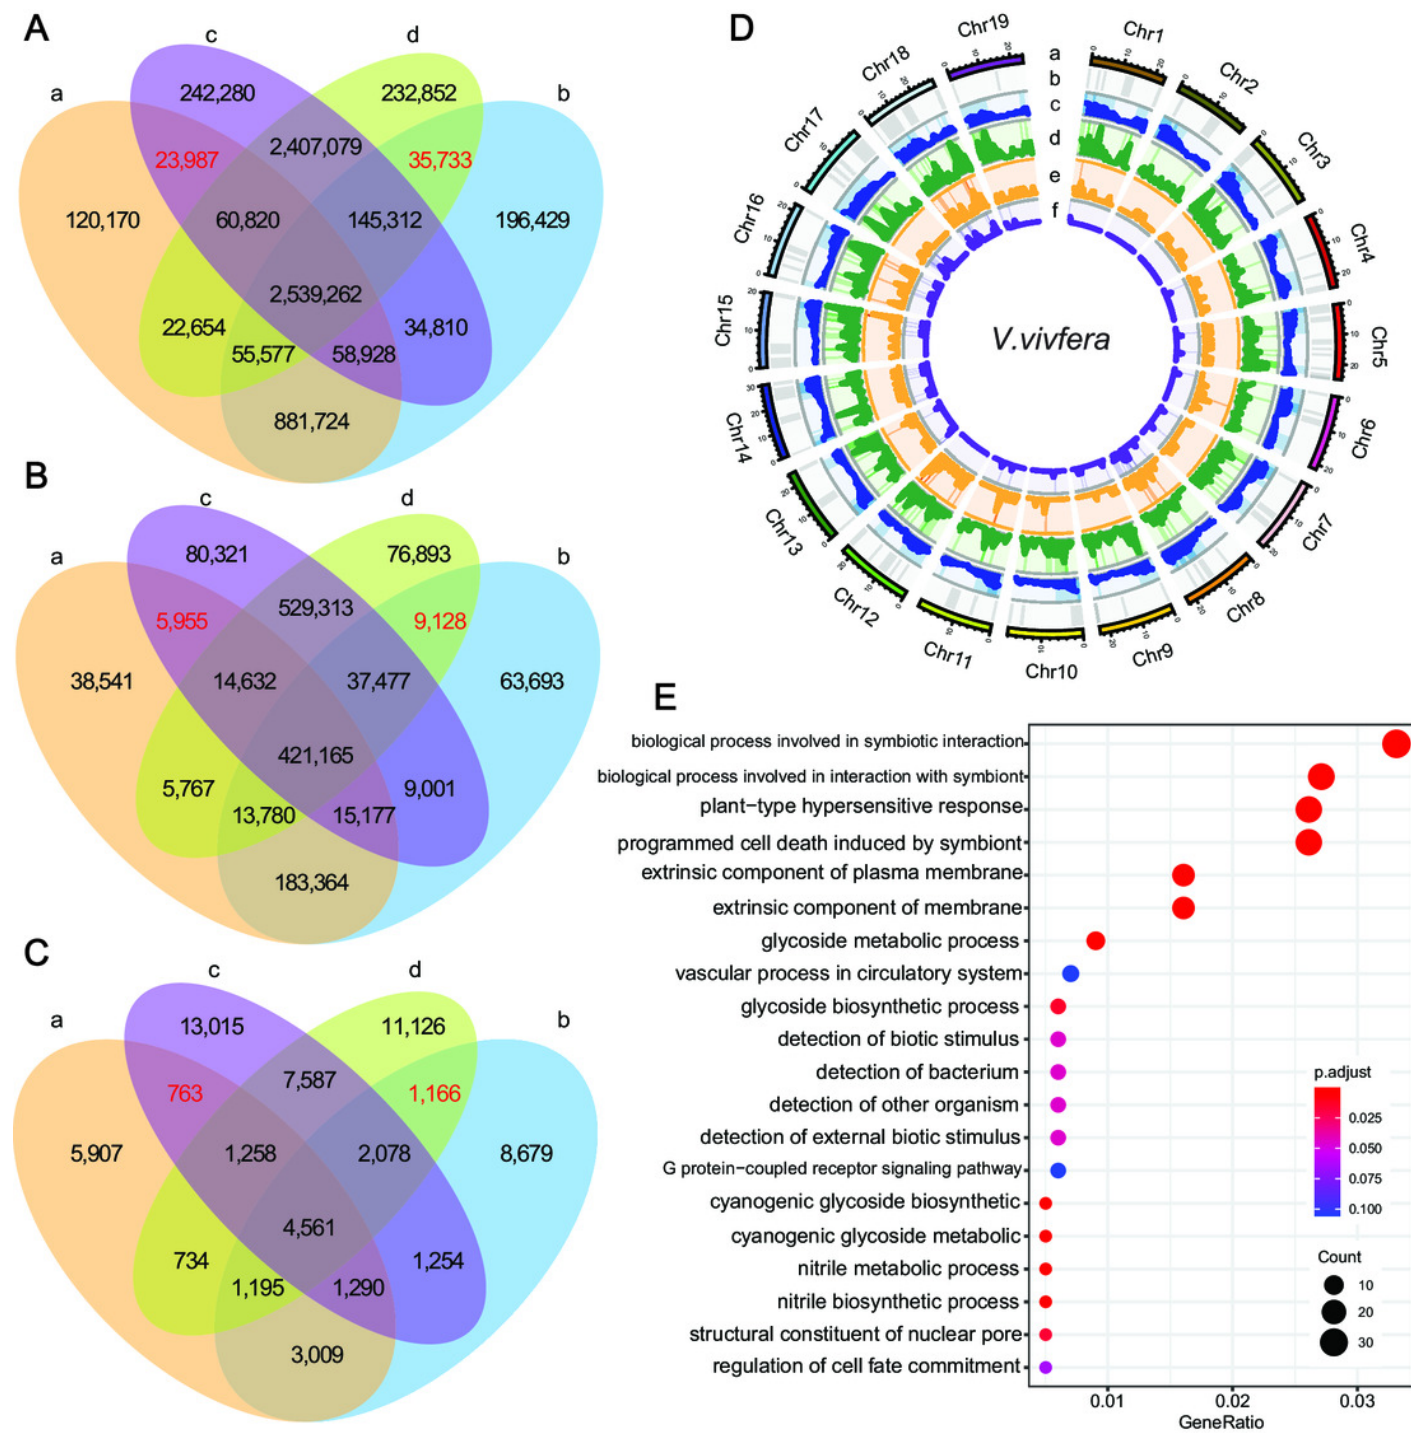 A
c
d
a
b
242,280
232,852
23,987
2,407,079
35,733
120,170
60,820
145,312
196,429
2,539,262
22,654
34,810
55,577
58,928
881,724
B
c
d
a
b
80,321
76,893
5,955
529,313
9,128
38,541
14,632
37,477
63,693
421,165
5,767
9,001
13,780
15,177
183,364
C
c
d
a
b
13,015
11,126
763
7,587
1,166
5,907
1,258
2,078
8,679
4,561
734
1,254
1,195
1,290
3,009
D
a
b
c
d
e
f
Chr1
Chr2
Chr3
Chr4
Chr5
Chr6
Chr7
Chr8
Chr9
Chr10
Chr11
Chr12
Chr13
Chr14
Chr15
Chr16
Chr17
Chr18
Chr19
V.vivfera
E
biological process involved in symbiotic interaction
biological process involved in interaction with symbiont
plant-type hypersensitive response
programmed cell death induced by symbiont
extrinsic component of plasma membrane
extrinsic component of membrane
glycoside metabolic process
vascular process in circulatory system
glycoside biosynthetic process
detection of biotic stimulus
detection of bacterium
detection of other organism
detection of external biotic stimulus
G protein-coupled receptor signaling pathway
cyanogenic glycoside biosynthetic
cyanogenic glycoside metabolic
nitrile metabolic process
nitrile biosynthetic process
structural constituent of nuclear pore
regulation of cell fate commitment
p.adjust
0.025
0.050
0.075
0.100
Count
10
20
30
0.01
0.02
0.03
GeneRatio